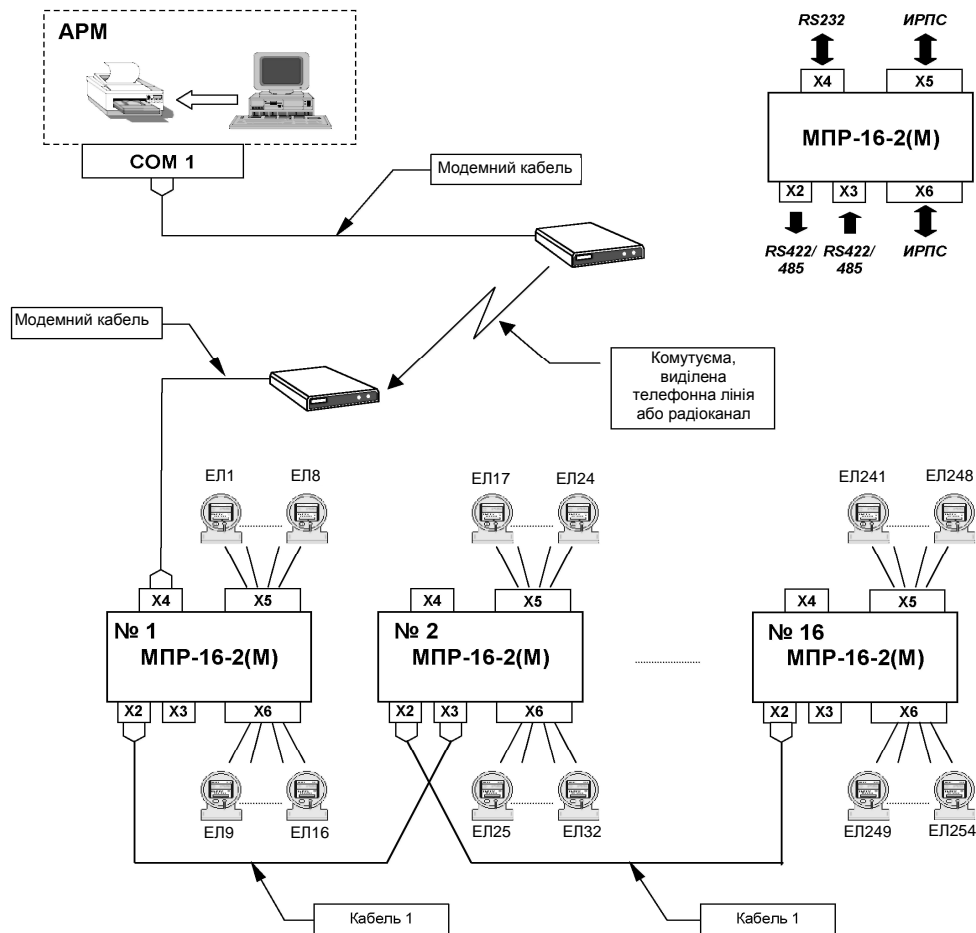 АРМ
COM 1
Модемний кабель
RS232
ИРПС
X4
X5
МПР-16-2(М)
X2
X3
X6
RS422/
485
RS422/
485
ИРПС
Модемний кабель
Комутуєма,
виділена
телефонна лінія
або радіоканал
ЕЛ1
ЕЛ8
ЕЛ17
ЕЛ24
ЕЛ241
ЕЛ248
X4
X5
X4
X5
X4
X5
№ 1
МПР-16-2(М)
№ 2
МПР-16-2(М)
№ 16
МПР-16-2(М)
X2
X3
X6
X2
X3
X6
X2
X3
X6
ЕЛ9
ЕЛ16
ЕЛ25
ЕЛ32
ЕЛ249
ЕЛ254
Кабель 1
Кабель 1